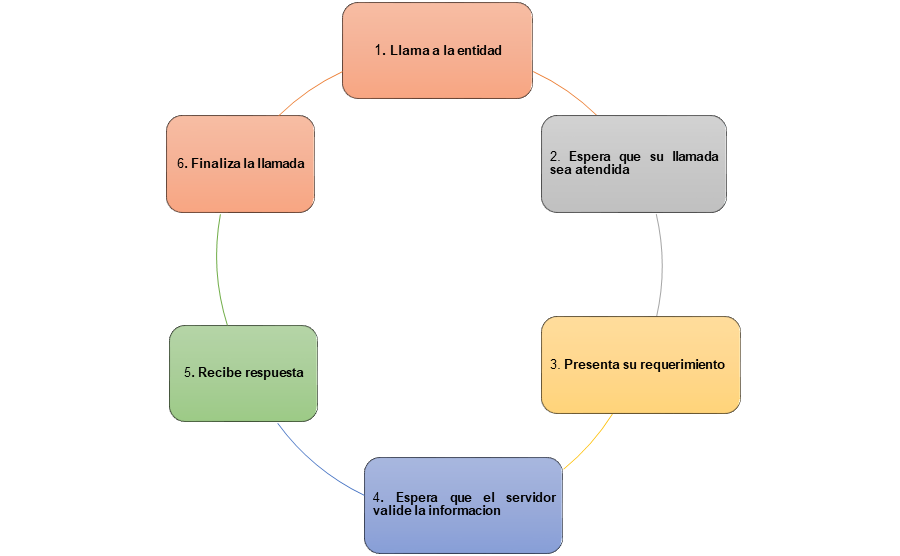 1. Llama a la entidad
2. Espera que su llamada
sea atendida
3. Presenta su requerimiento
4. Espera que el servidor
valide la informacion
5. Recibe respuesta
6. Finaliza la llamada